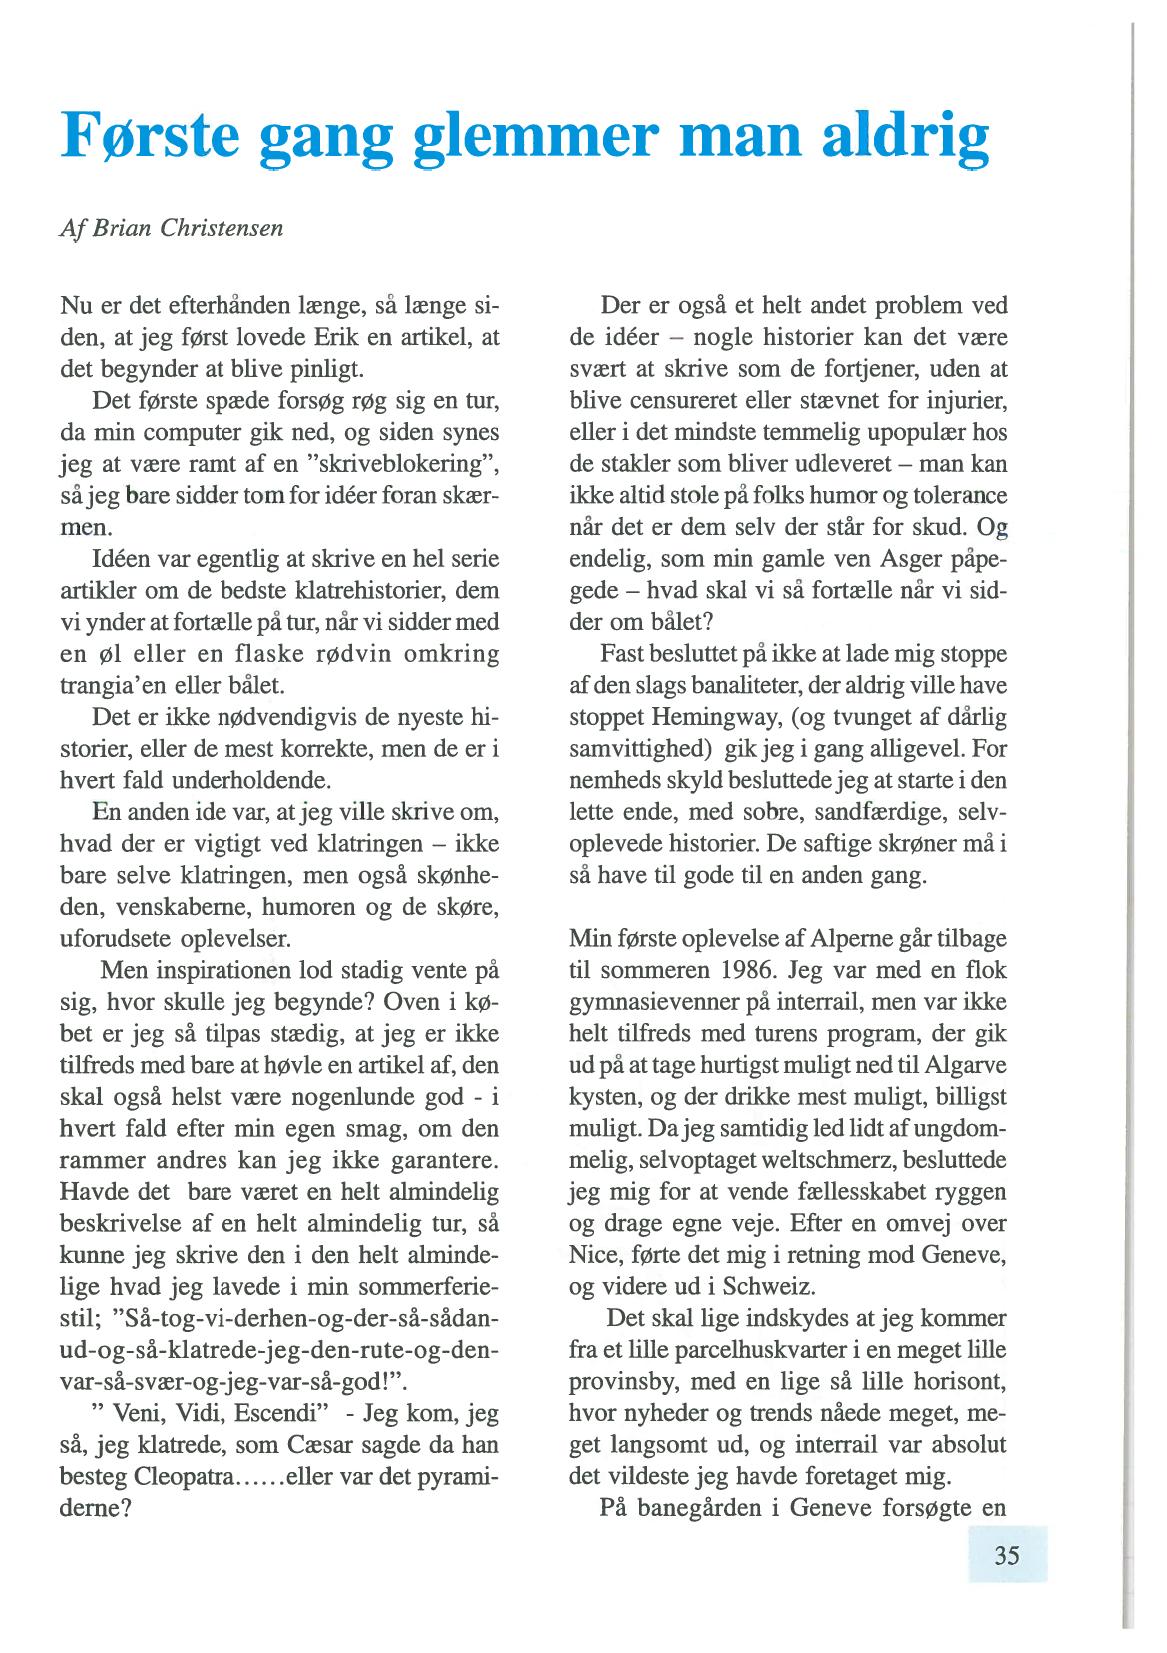 Første gang glemmer man aldrig
Af Brian Christensen
Nu er det efterhånden længe, så længe si-
den, at jeg først lovede Erik en artikel, at
det begynder at blive pinligt.
Det første spæde forsøg røg sig en tur,
da min computer gik ned, og siden synes
jeg at være ramt af en ”skriveblokering”,
så jeg bare sidder tom for idéer foran skær-
men.
Idéen var egentlig at skrive en hel serie
artikler om de bedste klatrehistorier, dem
vi ynder at fortælle på tur, når vi sidder med
en øl eller en flaske rødvin omkring
trangia’en eller bålet.
Det er ikke nødvendigvis de nyeste hi-
storier, eller de mest korrekte, men de er i
hvert fald underholdende.
En anden ide var, at jeg ville skrive om,
hvad der er vigtigt ved klatringen – ikke
bare selve klatringen, men også skønhe-
den, venskaberne, humoren og de skøre,
uforudsete oplevelser.
Men inspirationen lod stadig vente på
sig, hvor skulle jeg begynde? Oven i kø-
bet er jeg så tilpas stædig, at jeg er ikke
tilfreds med bare at høvle en artikel af, den
skal også helst være nogenlunde god - i
hvert fald efter min egen smag, om den
rammer andres kan jeg ikke garantere.
Havde det bare været en helt almindelig
beskrivelse af en helt almindelig tur, så
kunne jeg skrive den i den helt alminde-
lige hvad jeg lavede i min sommerferie-
stil; ”Så-tog-vi-derhen-og-der-så-sådan-
ud-og-så-klatrede-jeg-den-rute-og-den-
var-så-svær-og-jeg-var-så-god!”.
” Veni, Vidi, Escendi” - Jeg kom, jeg
så, jeg klatrede, som Cæsar sagde da han
besteg Cleopatra......eller var det pyrami-
derne?
Der er også et helt andet problem ved
de idéer – nogle historier kan det være
svært at skrive som de fortjener, uden at
blive censureret eller stævnet for injurier,
eller i det mindste temmelig upopulær hos
de stakler som bliver udleveret – man kan
ikke altid stole på folks humor og tolerance
når det er dem selv der står for skud. Og
endelig, som min gamle ven Asger påpe-
gede – hvad skal vi så fortælle når vi sid-
der om bålet?
Fast besluttet på ikke at lade mig stoppe
af den slags banaliteter, der aldrig ville have
stoppet Hemingway, (og tvunget af dårlig
samvittighed) gik jeg i gang alligevel. For
nemheds skyld besluttede jeg at starte i den
lette ende, med sobre, sandfærdige, selv-
oplevede historier. De saftige skrøner må i
så have til gode til en anden gang.
Min første oplevelse af Alperne går tilbage
til sommeren 1986. Jeg var med en flok
gymnasievenner på interrail, men var ikke
helt tilfreds med turens program, der gik
ud på at tage hurtigst muligt ned til Algarve
kysten, og der drikke mest muligt, billigst
muligt. Da jeg samtidig led lidt af ungdom-
melig, selvoptaget weltschmerz, besluttede
jeg mig for at vende fællesskabet ryggen
og drage egne veje. Efter en omvej over
Nice, førte det mig i retning mod Geneve,
og videre ud i Schweiz.
Det skal lige indskydes at jeg kommer
fra et lille parcelhuskvarter i en meget lille
provinsby, med en lige så lille horisont,
hvor nyheder og trends nåede meget, me-
get langsomt ud, og interrail var absolut
det vildeste jeg havde foretaget mig.
På banegården i Geneve forsøgte en
35